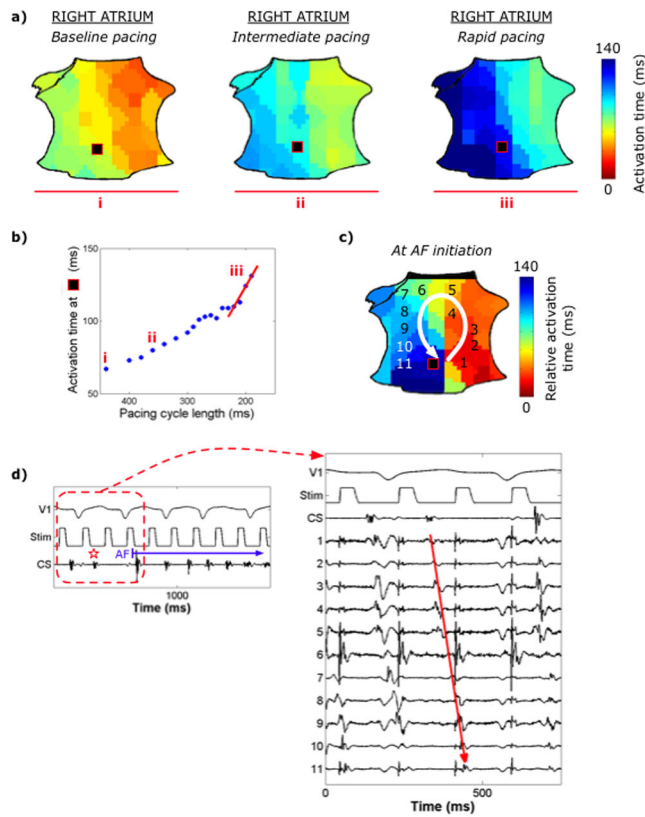 a)
RIGHT ATRIUM
Baseline pacing
RIGHT ATRIUM
Intermediate pacing
RIGHT ATRIUM
Rapid pacing
140
0
Activation time (ms)
i
ii
iii
b)
150
100
50
Activation time at (ms)
i
ii
iii
400
300
200
Pacing cycle length (ms)
c)
At AF initiation
7
6
5
8
4
9
3
10
2
11
1
140
0
Relative activation
time (ms)
d)
V1
Stim
AF
CS
1000
Time (ms)
V1
Stim
CS
1
2
3
4
5
6
7
8
9
10
11
0
500
Time (ms)